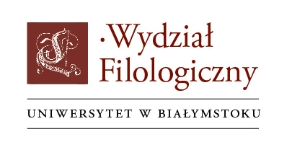 ·Wydział
Filologiczny
UNIWERSYTET W BIAŁYMSTOKU